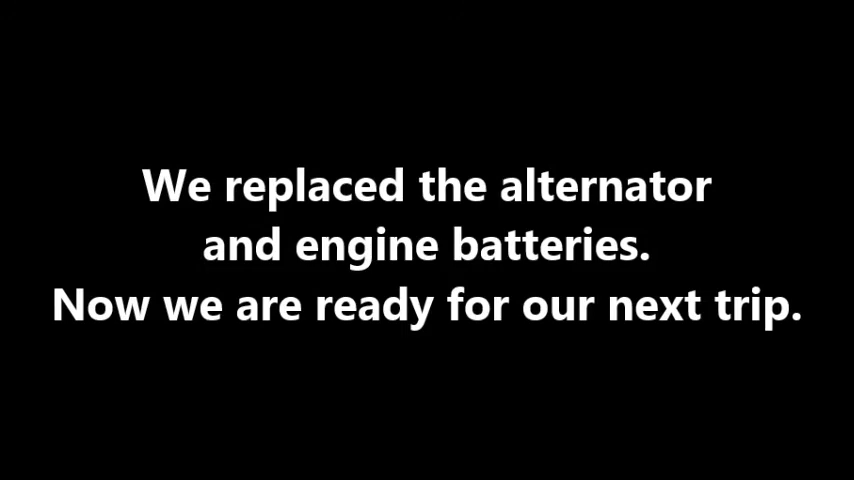 We replaced the alternator
and engine batteries.
Now we are ready for our next trip.